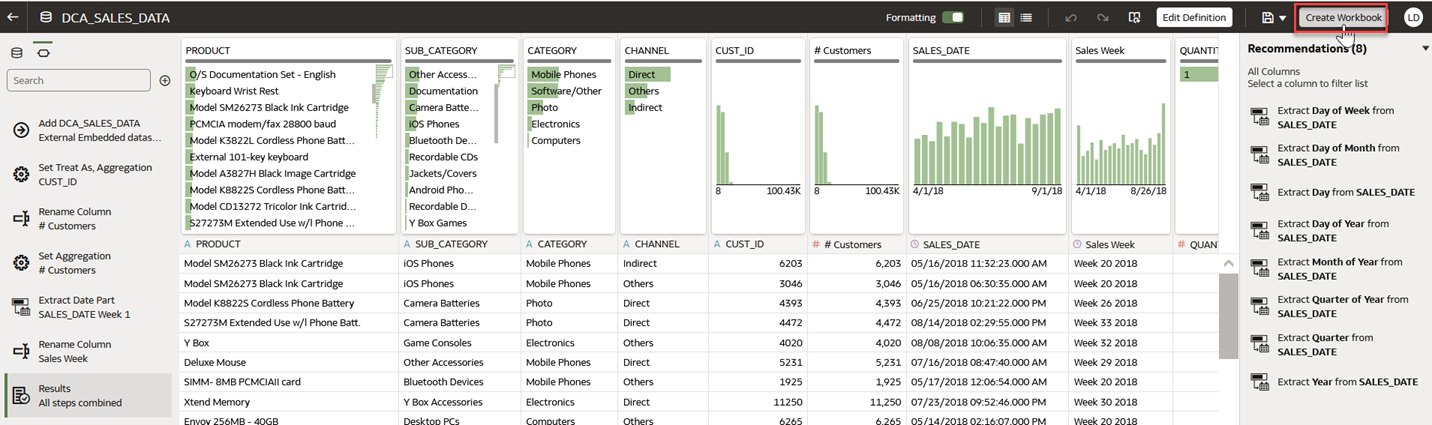 DCA_SALES_DATA
Formatting
Edit Definition
Create Workbook
LD
Search
Add DCA_SALES_DATA
External Embedded datas...
Set Treat As, Aggregation
CUST_ID
Rename Column
# Customers
Set Aggregation
# Customers
Extract Date Part
SALES_DATE Week 1
Rename Column
Sales Week
Results
All steps combined
PRODUCT
O/S Documentation Set - English
Keyboard Wrist Rest
Model SM26273 Black Ink Cartridge
PCMCIA modem/fax 28800 baud
Model K3822L Cordless Phone Batt...
External 101-key keyboard
Model A3827H Black Image Cartridge
Model K8822S Cordless Phone Batt...
Model CD13272 Tricolor Ink Cartrid...
S27273M Extended Use w/l Phone ...
SUB_CATEGORY
Other Access...
Documentation
Camera Batte...
iOS Phones
Bluetooth De...
Recordable CDs
Jackets/Covers
Android Pho...
Recordable D...
Y Box Games
CATEGORY
Mobile Phones
Software/Other
Photo
Electronics
Computers
CHANNEL
Direct
Others
Indirect
CUST_ID
8 100.43K
# Customers
8 100.43K
SALES_DATE
4/1/18 9/1/18
Sales Week
4/1/18 8/26/18
QUANTI
1
A PRODUCT A SUB_CATEGORY A CATEGORY A CHANNEL A CUST_ID # # Customers SALES_DATE Sales Week # QUANT
Model SM26273 Black Ink Cartridge iOS Phones Mobile Phones Indirect 6203 6,203 05/16/2018 11:32:23.000 AM Week 20 2018
Model SM26273 Black Ink Cartridge iOS Phones Mobile Phones Others 3046 3,046 05/16/2018 06:30:35.000 AM Week 20 2018
Model K8822S Cordless Phone Battery Camera Batteries Photo Direct 4393 4,393 06/25/2018 10:21:22.000 PM Week 26 2018
S27273M Extended Use w/l Phone Batt. Camera Batteries Photo Direct 4472 4,472 08/14/2018 02:29:55.000 PM Week 33 2018
Y Box Game Consoles Electronics Others 4020 4,020 08/08/2018 10:06:35.000 AM Week 32 2018
Deluxe Mouse Other Accessories Mobile Phones Direct 5231 5,231 07/16/2018 08:47:40.000 AM Week 29 2018
SIMM- 8MB PCMCIAII card Bluetooth Devices Mobile Phones Others 1925 1,925 05/17/2018 12:06:54.000 AM Week 20 2018
Xtend Memory Y Box Accessories Electronics Direct 11250 11,250 07/23/2018 09:52:46.000 AM Week 30 2018
Envoy 256MB - 40GB Desktop PCs Computers Others 6265 6,265 05/14/2018 02:16:07.000 PM Week 20 2018
Recommendations (8)
All Columns
Select a column to filter list
Extract Day of Week from
SALES_DATE
Extract Day of Month from
SALES_DATE
Extract Day from SALES_DATE
Extract Day of Year from
SALES_DATE
Extract Month of Year from
SALES_DATE
Extract Quarter of Year from
SALES_DATE
Extract Quarter from
SALES_DATE
Extract Year from SALES_DATE